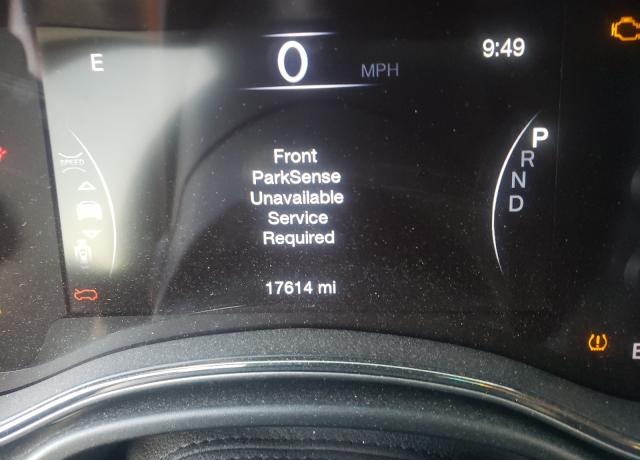 0 MPH
9:49
E
P
R
N
D
SPEED
Front
ParkSense
Unavailable
Service
Required
17614 mi
E